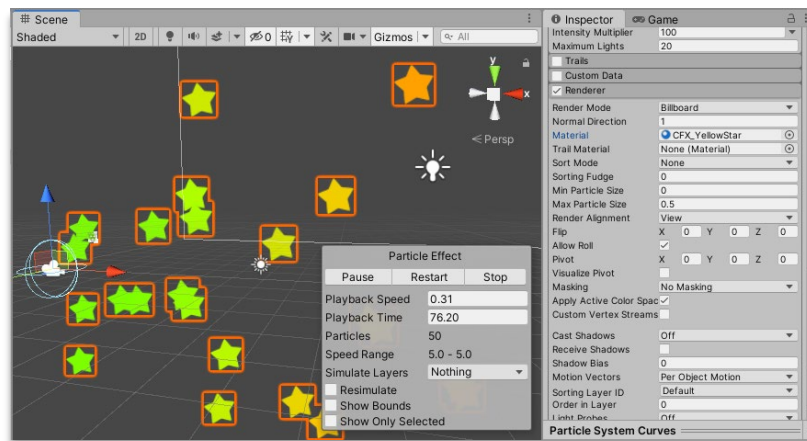 Scene
Shaded 2D 0 Gizmos All
y
x
Persp
Particle Effect
Pause Restart Stop
Playback Speed 0.31
Playback Time 76.20
Particles 50
Speed Range 5.0 - 5.0
Simulate Layers Nothing
Resimulate
Show Bounds
Show Only Selected
Inspector Game
Intensity Multiplier 100
Maximum Lights 20
Trails
Custom Data
Renderer
Render Mode Billboard
Normal Direction 1
Material CFX_YellowStar
Trail Material None (Material)
Sort Mode None
Sorting Fudge 0
Min Particle Size 0
Max Particle Size 0.5
Render Alignment View
Flip X 0 Y 0 Z 0
Allow Roll
Pivot X 0 Y 0 Z 0
Visualize Pivot
Masking No Masking
Apply Active Color Spac
Custom Vertex Streams
Cast Shadows Off
Receive Shadows
Shadow Bias 0
Motion Vectors Per Object Motion
Sorting Layer ID Default
Order in Layer 0
Light Probes Off
Particle System Curves